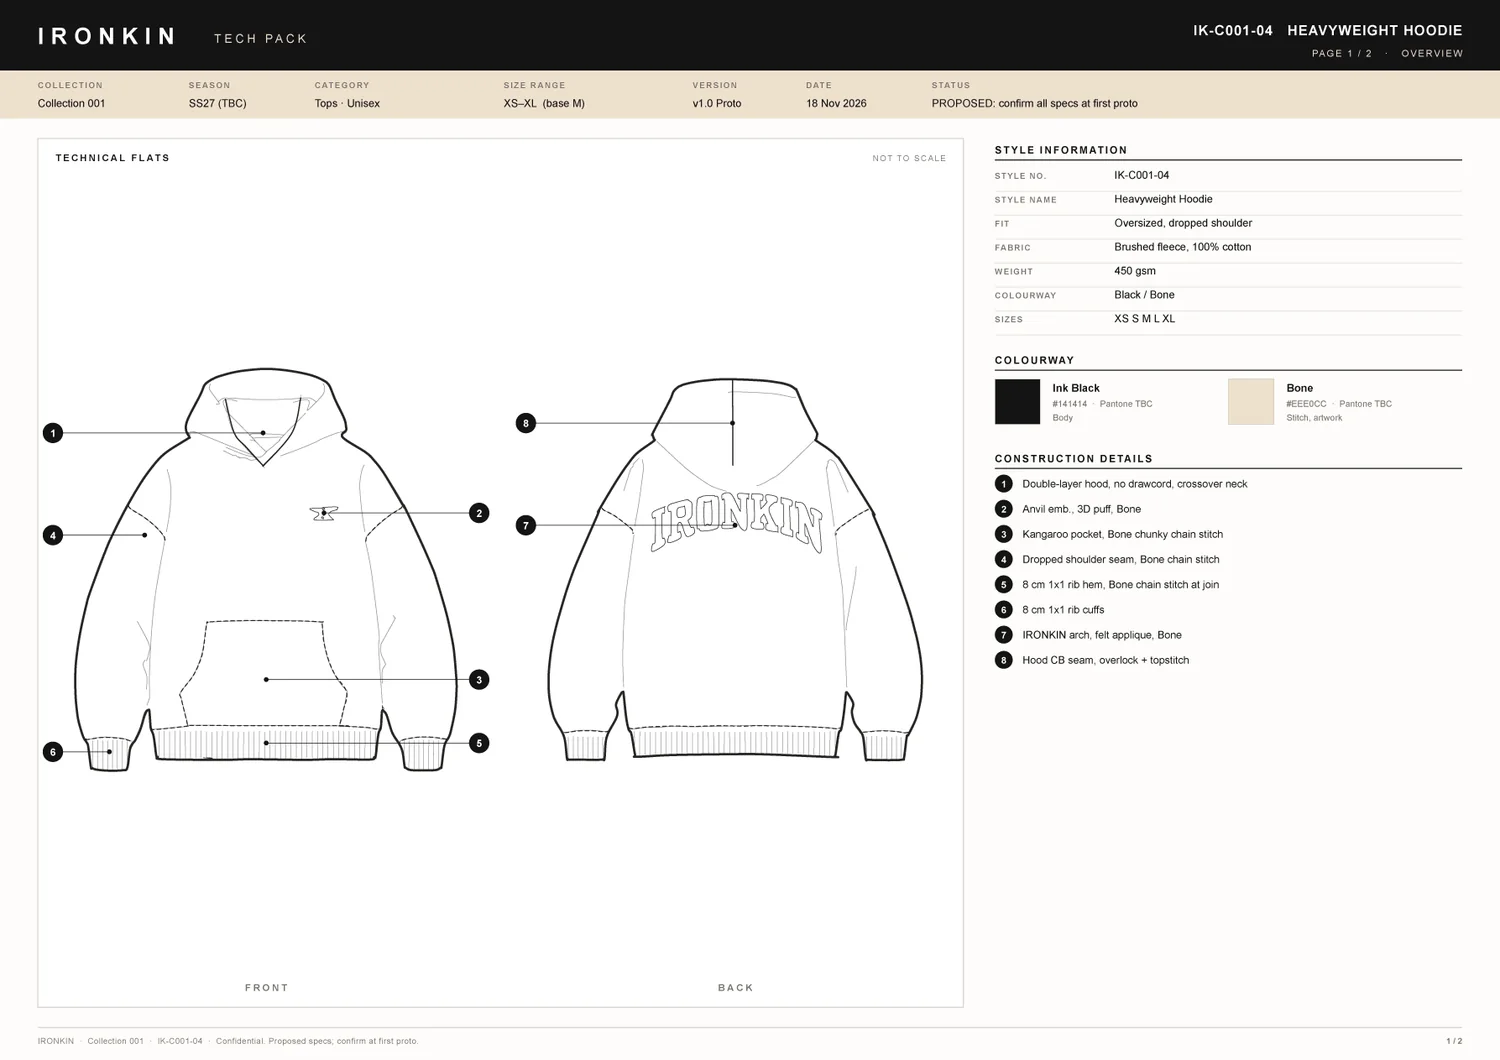 IRONKIN TECH PACK
IK-C001-04 HEAVYWEIGHT HOODIE
PAGE 1 / 2 · OVERVIEW
COLLECTION SEASON CATEGORY SIZE RANGE VERSION DATE STATUS
Collection 001 SS27 (TBC) Tops · Unisex XS–XL (base M) v1.0 Proto 18 Nov 2026 PROPOSED: confirm all specs at first proto
TECHNICAL FLATS NOT TO SCALE
1
2
4
3
5
6
8
7
IRONKIN
FRONT BACK
STYLE INFORMATION
STYLE NO. IK-C001-04
STYLE NAME Heavyweight Hoodie
FIT Oversized, dropped shoulder
FABRIC Brushed fleece, 100% cotton
WEIGHT 450 gsm
COLOURWAY Black / Bone
SIZES XS S M L XL
COLOURWAY
Ink Black
#141414 · Pantone TBC
Body
Bone
#EEE0CC · Pantone TBC
Stitch, artwork
CONSTRUCTION DETAILS
1 Double-layer hood, no drawcord, crossover neck
2 Anvil emb., 3D puff, Bone
3 Kangaroo pocket, Bone chunky chain stitch
4 Dropped shoulder seam, Bone chain stitch
5 8 cm 1x1 rib hem, Bone chain stitch at join
6 8 cm 1x1 rib cuffs
7 IRONKIN arch, felt applique, Bone
8 Hood CB seam, overlock + topstitch
IRONKIN · Collection 001 · IK-C001-04 · Confidential. Proposed specs; confirm at first proto.
1 / 2